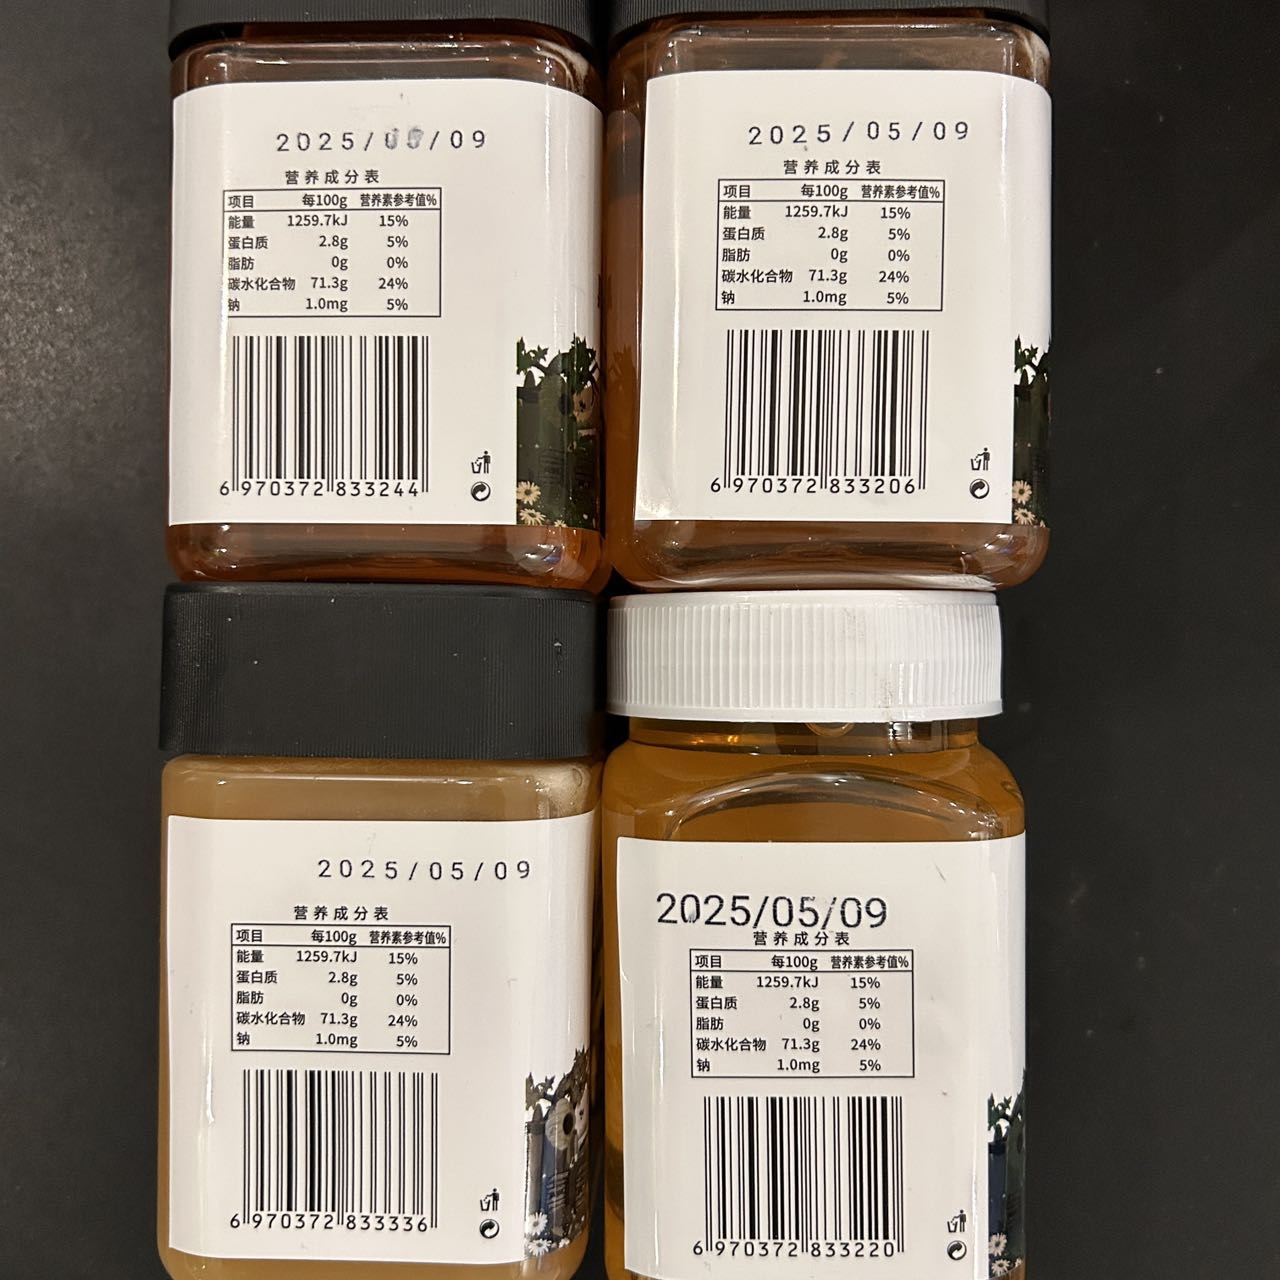 2025/05/09
营养成分表
项目 每100g 营养素参考值%
能量 1259.7kJ 15%
蛋白质 2.8g 5%
脂肪 0g 0%
碳水化合物 71.3g 24%
钠 1.0mg 5%
6 970372 833244
2025/05/09
营养成分表
项目 每100g 营养素参考值%
能量 1259.7kJ 15%
蛋白质 2.8g 5%
脂肪 0g 0%
碳水化合物 71.3g 24%
钠 1.0mg 5%
6 970372 833206
2025/05/09
营养成分表
项目 每100g 营养素参考值%
能量 1259.7kJ 15%
蛋白质 2.8g 5%
脂肪 0g 0%
碳水化合物 71.3g 24%
钠 1.0mg 5%
6 970372 833336
2025/05/09
营养成分表
项目 每100g 营养素参考值%
能量 1259.7kJ 15%
蛋白质 2.8g 5%
脂肪 0g 0%
碳水化合物 71.3g 24%
钠 1.0mg 5%
6 970372 833220